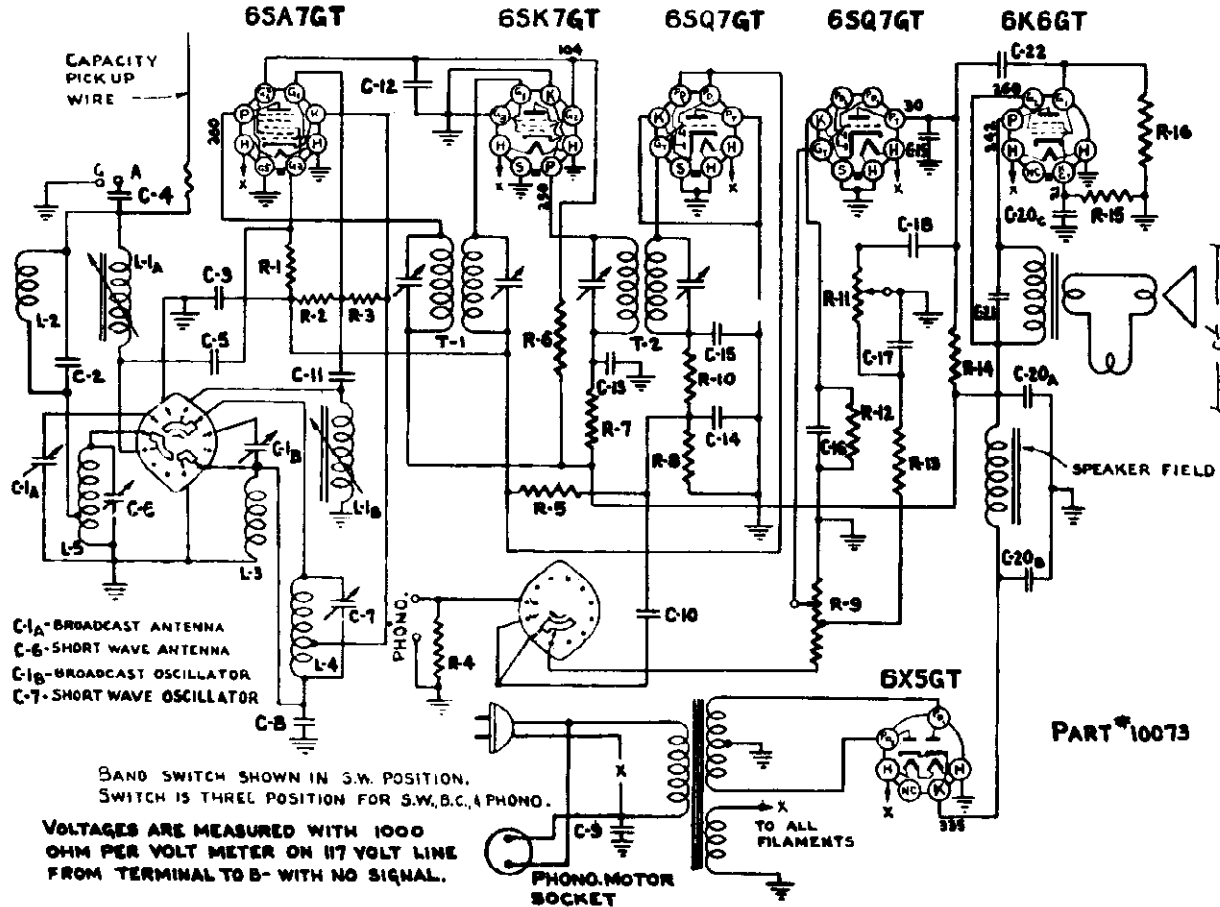 6SA7GT
6SK7GT
6SQ7GT
6SQ7GT
6K6GT
CAPACITY
PICK UP
WIRE
104
C-12
C-22
260
R-16
30
342
260
250
C-20C
R-15
G A
C-4
C-18
L-1A
R-1
C-3
R-11
L-2
R-2
R-3
C-5
T-1
R-6
T-2
C-15
C-17
C-2
C-11
C-13
R-10
R-14
C-20A
R-7
C-14
R-12
C-1B
C-16
R-8
R-13
SPEAKER FIELD
C-1A
C-6
L-1B
R-5
L-5
L-3
C-20B
C-7
C-10
R-9
PHONO.
R-4
L-4
C-1A-BROADCAST ANTENNA
C-6-SHORT WAVE ANTENNA
C-1B-BROADCAST OSCILLATOR
C-7-SHORT WAVE OSCILLATOR
C-8
6X5GT
PART #10073
BAND SWITCH SHOWN IN S.W. POSITION.
SWITCH IS THREE POSITION FOR S.W., B.C., & PHONO.
X
X
TO ALL
FILAMENTS
335
C-9
VOLTAGES ARE MEASURED WITH 1000
OHM PER VOLT METER ON 117 VOLT LINE
FROM TERMINAL TO B- WITH NO SIGNAL.
PHONO. MOTOR
SOCKET